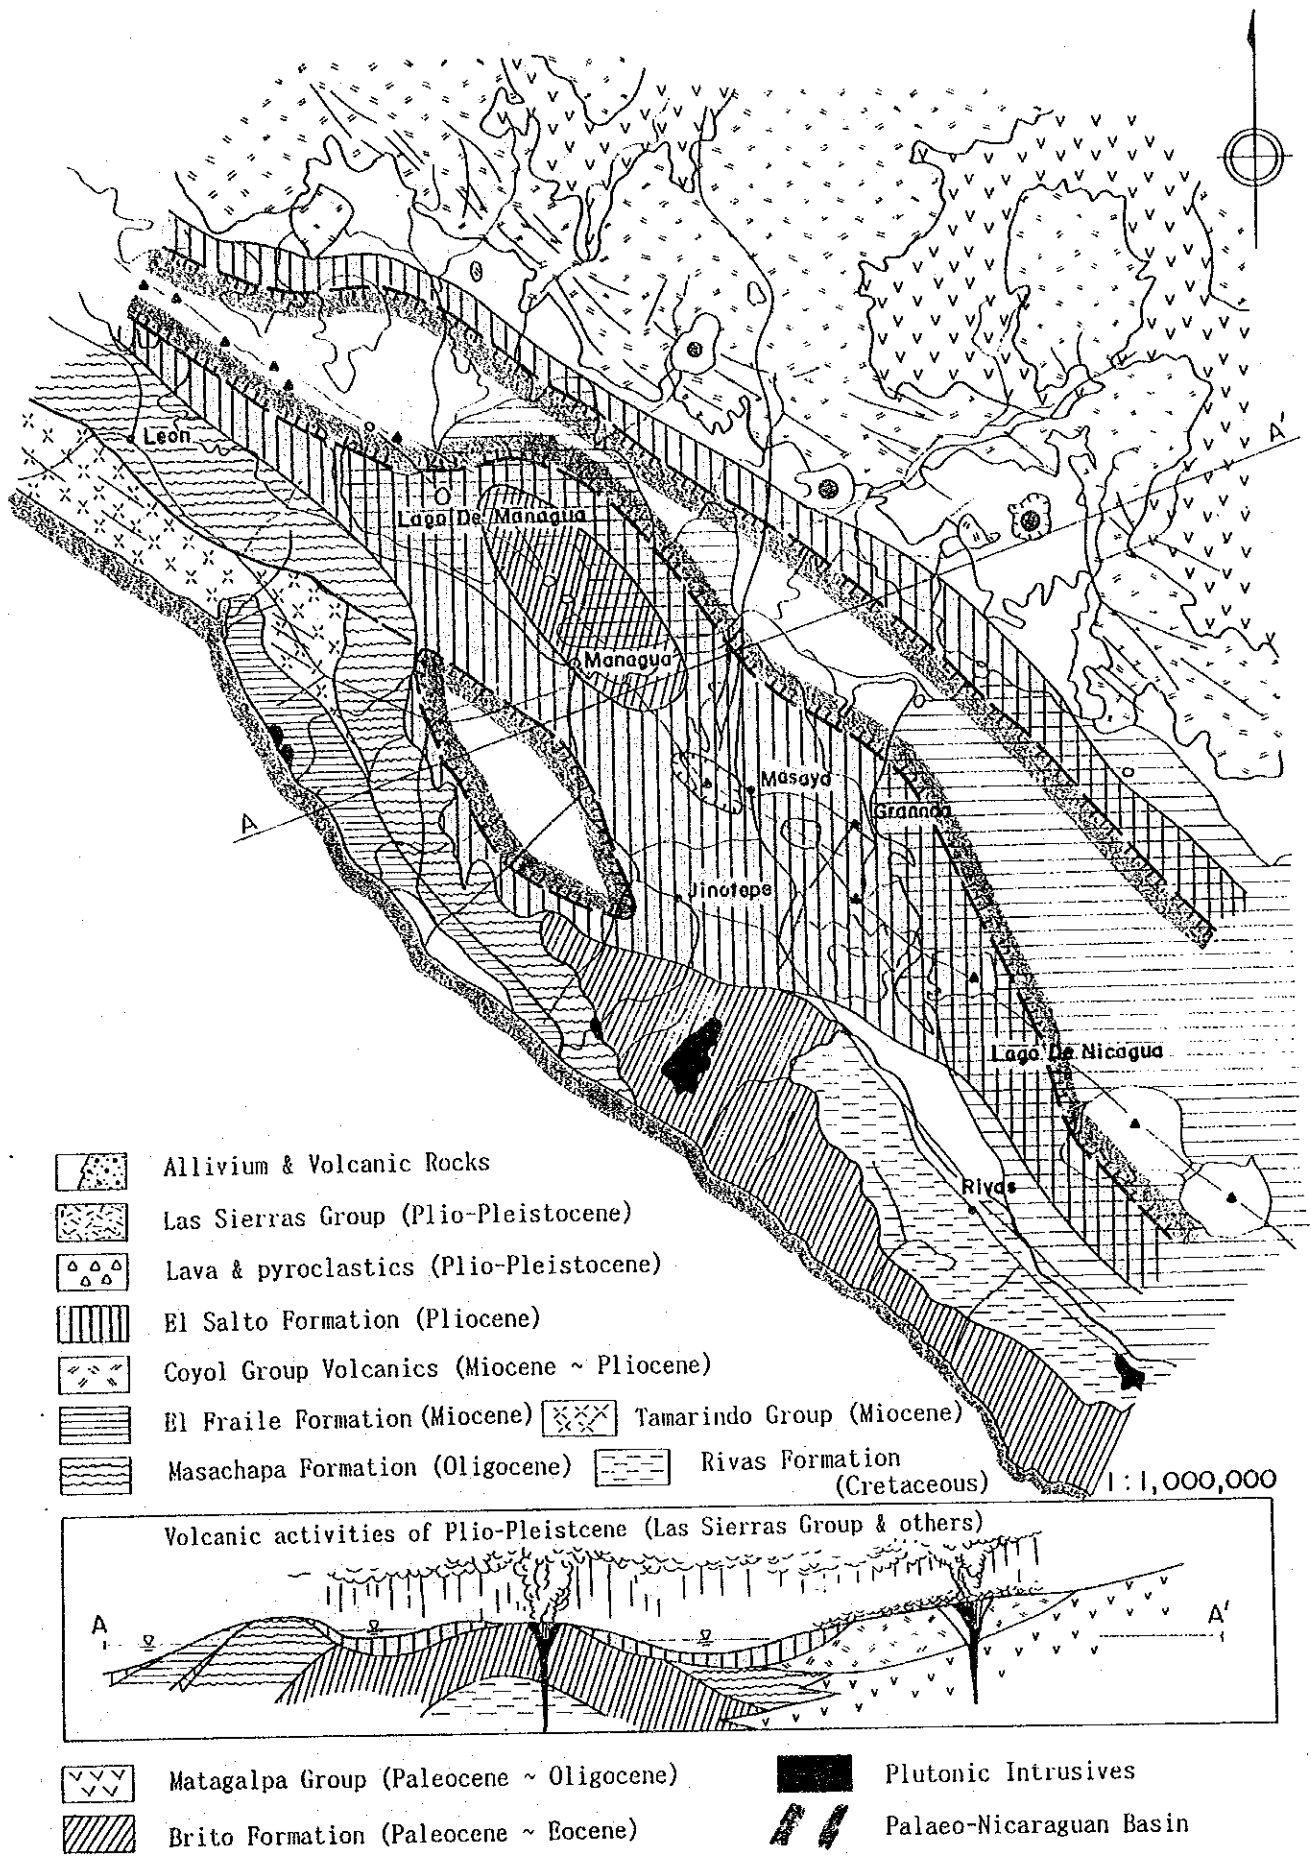 A'
León
Lago De Managua
Managua
A
Masaya
Granada
Jinotepe
Lago De Nicagua
Rivas
Allivium & Volcanic Rocks
Las Sierras Group (Plio-Pleistocene)
Lava & pyroclastics (Plio-Pleistocene)
El Salto Formation (Pliocene)
Coyol Group Volcanics (Miocene ~ Pliocene)
El Fraile Formation (Miocene) Tamarindo Group (Miocene)
Masachapa Formation (Oligocene) Rivas Formation
(Cretaceous)
1:1,000,000
Volcanic activities of Plio-Pleistcene (Las Sierras Group & others)
A
A'
Matagalpa Group (Paleocene ~ Oligocene) Plutonic Intrusives
Brito Formation (Paleocene ~ Eocene) Palaeo-Nicaraguan Basin